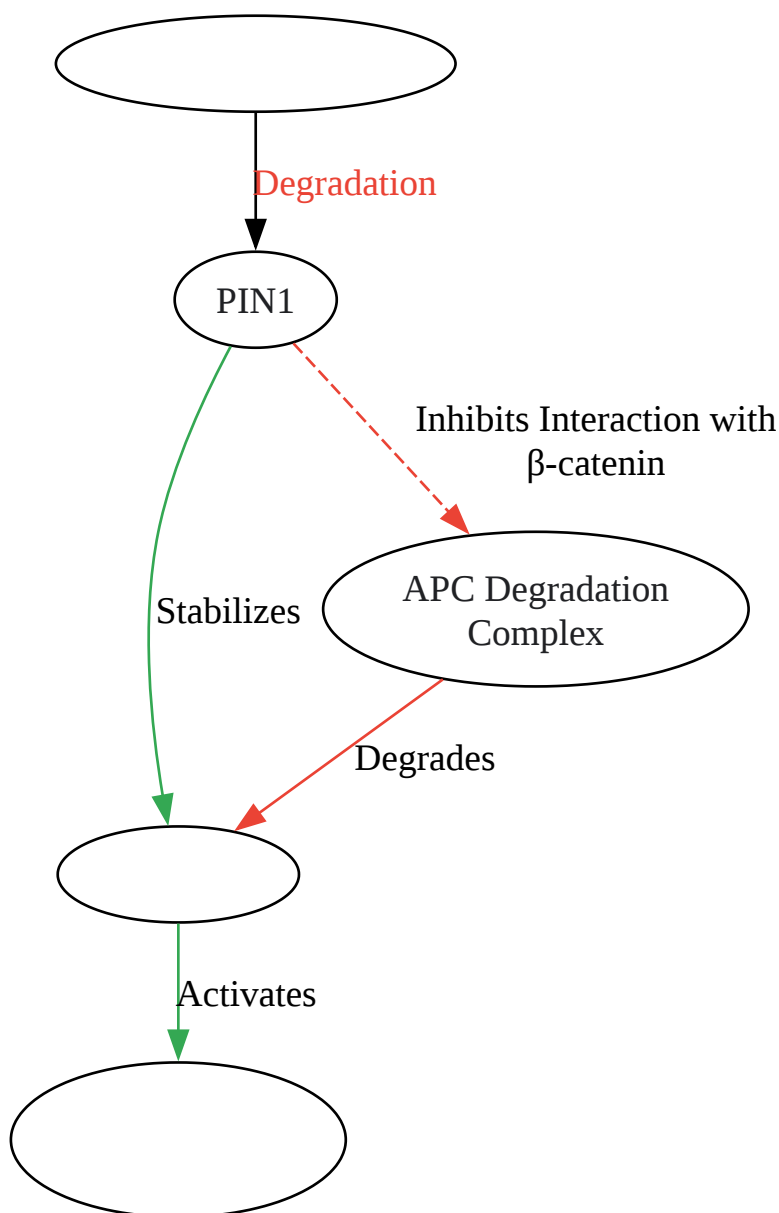 Degradation
PIN1
Inhibits Interaction with
β-catenin
APC Degradation
Complex
Stabilizes
Degrades
Activates